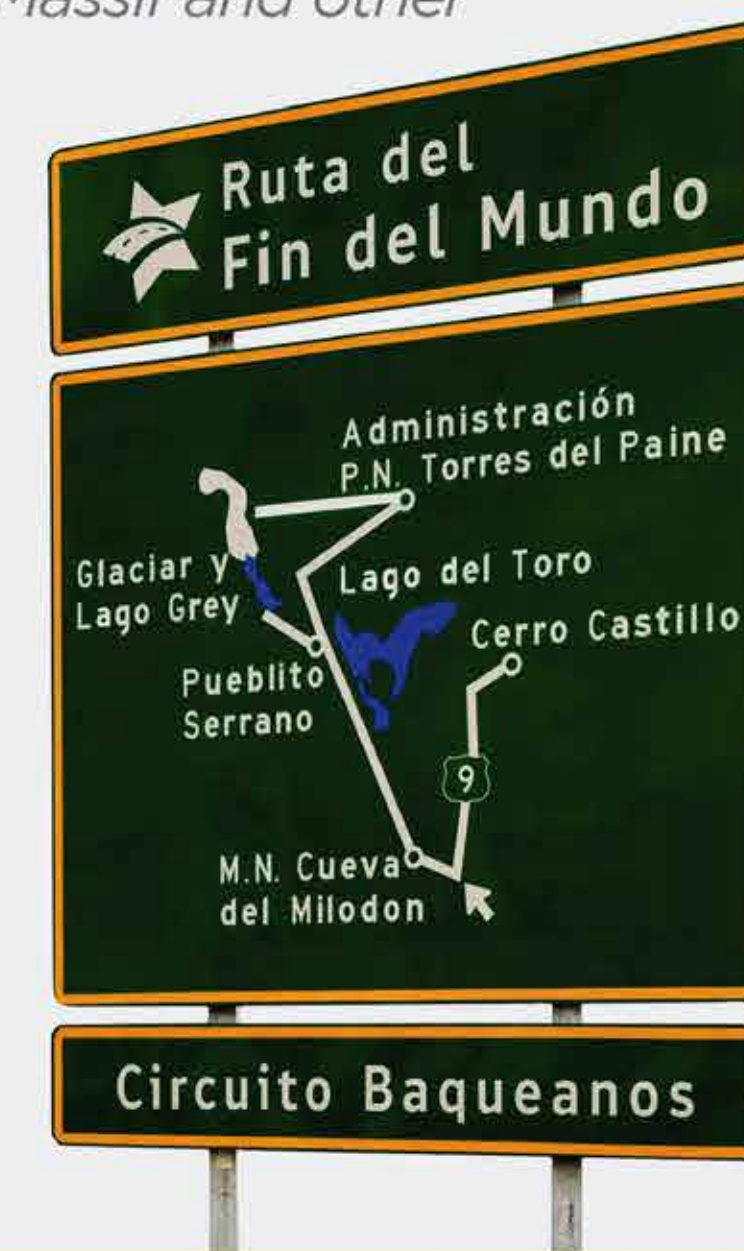 Massif and other
Ruta del
Fin del Mundo
Administración
P.N. Torres del Paine
Glaciar y
Lago Grey
Lago del Toro
Cerro Castillo
Pueblito
Serrano
9
M.N. Cueva
del Milodon
Circuito Baqueanos